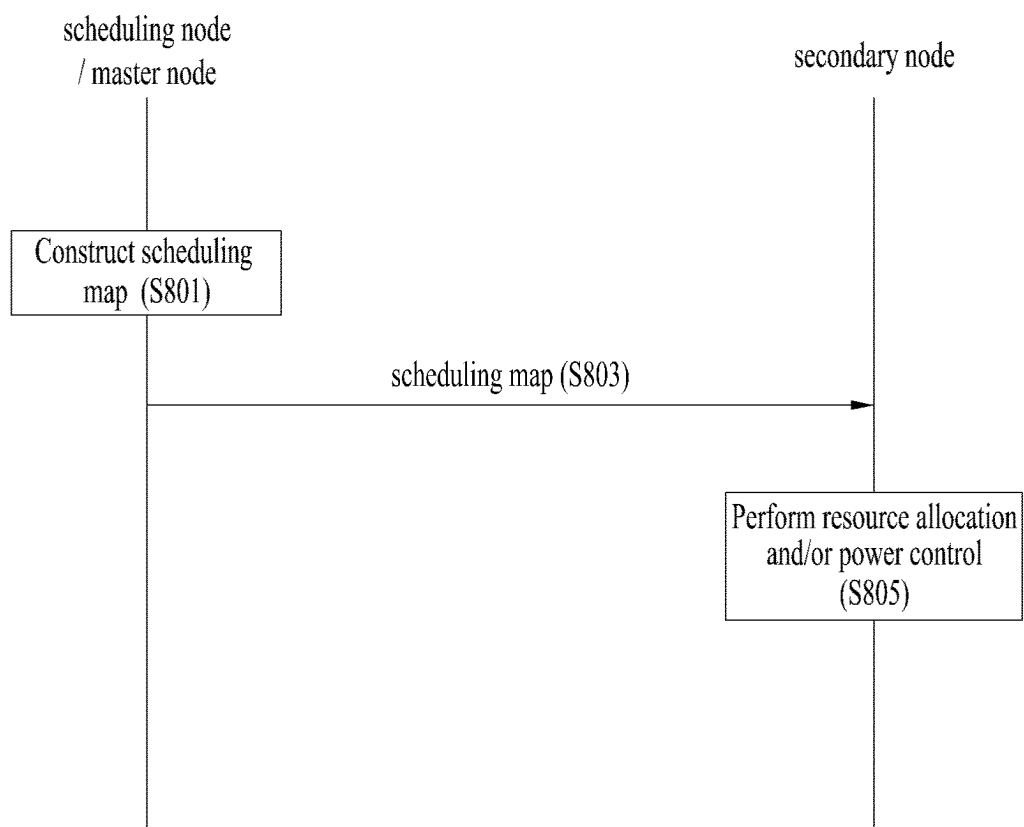 scheduling node
/ master node
secondary node
Construct scheduling
map (S801)
scheduling map (S803)
Perform resource allocation
and/or power control
(S805)